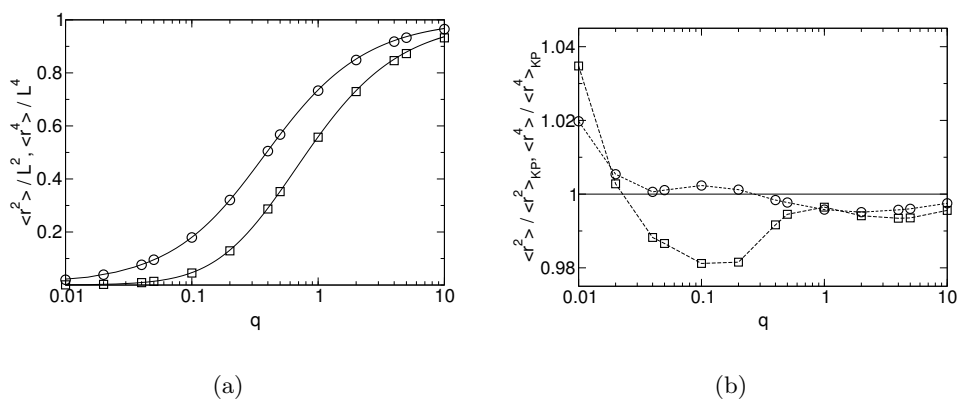 1
0.8
0.6
0.4
0.2
0.01
0.1
1
10
q
<r²> / L², <r⁴> / L⁴
(a)
1.04
1.02
1
0.98
0.01
0.1
1
10
q
<r²> / <r²>KP, <r⁴> / <r⁴>KP
(b)